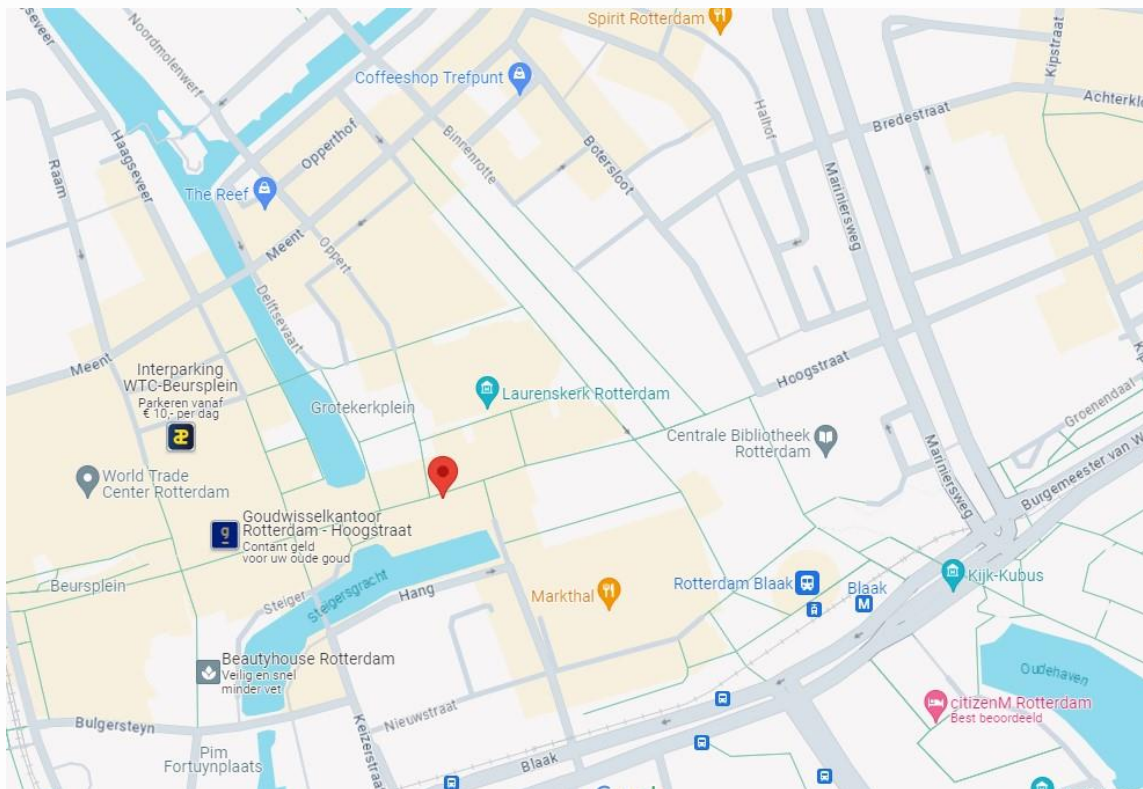 Haagseveer
Noordmolenwerf
Spirit Rotterdam
Kipstraat
Coffeeshop Trefpunt
Halhof
Achterkl
Bredestraat
Haagseveer
Raam
Opperthof
Binnenrotte
Botersloot
Mariniersweg
The Reef
Meent
Oppert
Delftsevaart
Meent
Interparking
WTC-Beursplein
Parkeren vanaf
€ 10,- per dag
Grotekerkplein
Laurenskerk Rotterdam
Hoogstraat
Groenendaal
Centrale Bibliotheek
Rotterdam
World Trade
Center Rotterdam
Mariniersweg
Burgemeester van W
Goudwisselkantoor
Rotterdam - Hoogstraat
Contant geld
voor uw oude goud
Beursplein
Steiger
Steigersgracht
Hang
Markthal
Rotterdam Blaak
Blaak
M
Kijk-Kubus
Beautyhouse Rotterdam
Veilig en snel
minder vet
Oudehaven
citizenM Rotterdam
Best beoordeeld
Bulgersteyn
Nieuwstraat
Keizerstraat
Pim
Fortuynplaats
Blaak